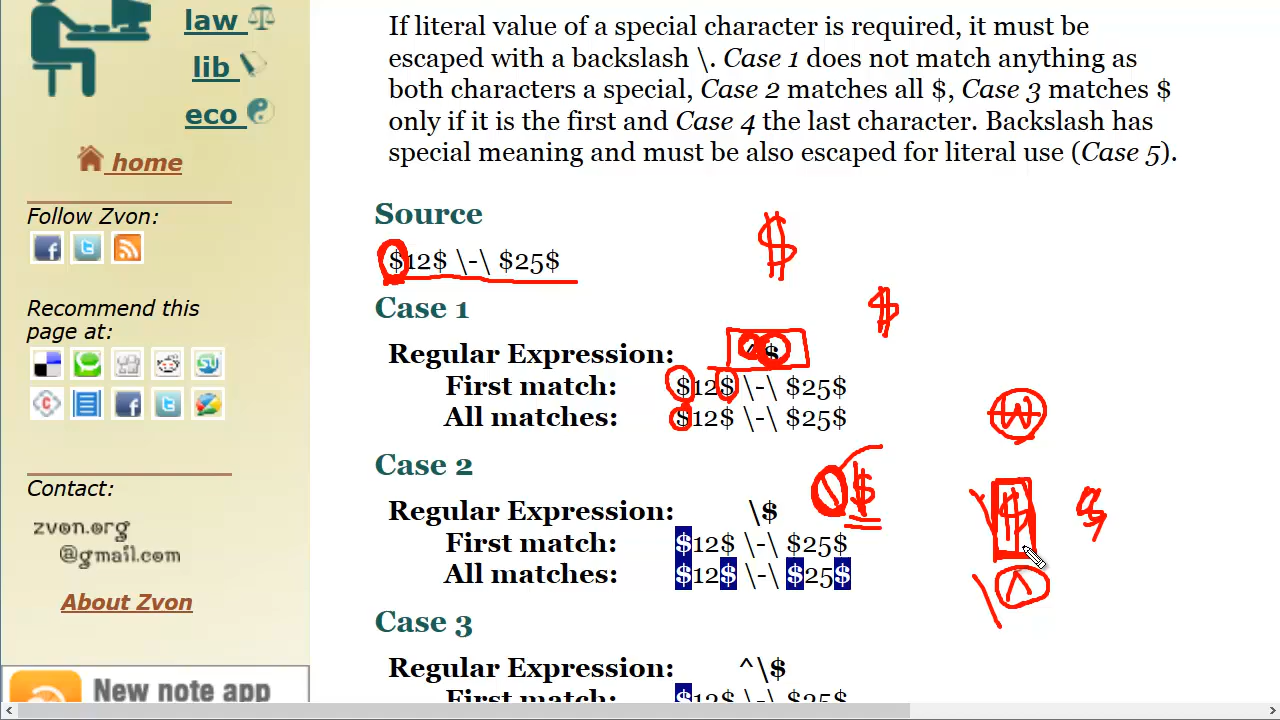 law
lib
eco
home
Follow Zvon:
Recommend this
page at:
Contact:
zvon.org
@gmail.com
About Zvon
New note app
If literal value of a special character is required, it must be
escaped with a backslash \. Case 1 does not match anything as
both characters a special, Case 2 matches all $, Case 3 matches $
only if it is the first and Case 4 the last character. Backslash has
special meaning and must be also escaped for literal use (Case 5).
Source
$12$ \-\ $25$
$
$
Case 1
Regular Expression: ^$
First match: $12$ \-\ $25$
All matches: $12$ \-\ $25$
W
Case 2
\$
Regular Expression: \$
First match: $12$ \-\ $25$
All matches: $12$ \-\ $25$
\$
$
\^
Case 3
Regular Expression: ^\$
First match: $12$ \-\ $25$